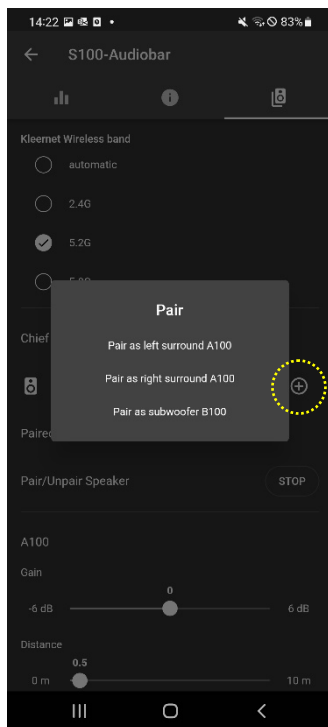 14:22
83%
S100-Audiobar
Kleernet Wireless band
automatic
2.4G
5.2G
Pair
Chief
Pair as left surround A100
Pair as right surround A100
Pair as subwoofer B100
Pair/Unpair Speaker
STOP
A100
Gain
0
-6 dB
6 dB
Distance
0.5
0 m
10 m